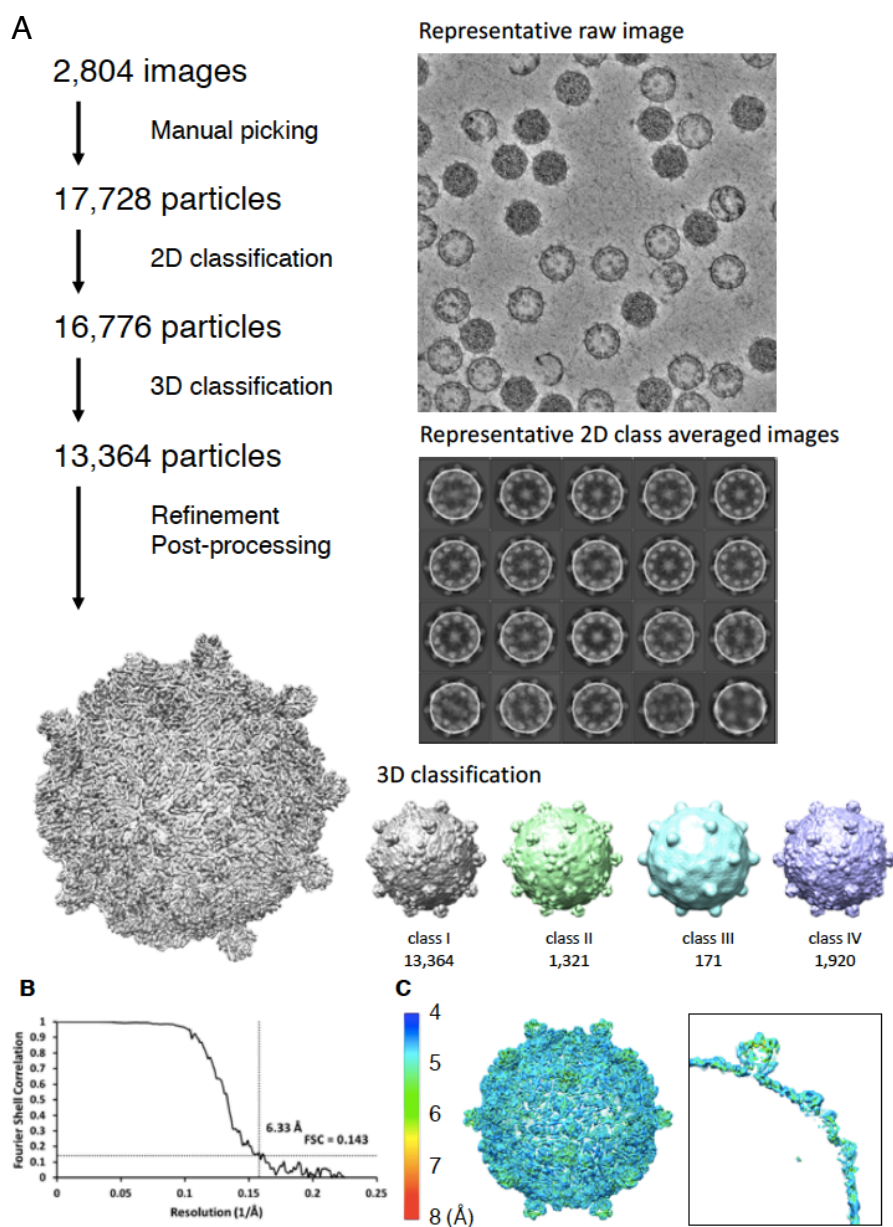 A
2,804 images
Manual picking
17,728 particles
2D classification
16,776 particles
3D classification
13,364 particles
Refinement
Post-processing
Representative raw image
Representative 2D class averaged images
3D classification
class I
13,364
class II
1,321
class III
171
class IV
1,920
B
Fourier Shell Correlation
1
0.9
0.8
0.7
0.6
0.5
0.4
0.3
0.2
0.1
0
6.33 Å
FSC = 0.143
0
0.05
0.1
0.15
0.2
0.25
Resolution (1/Å)
C
4
5
6
7
8 (Å)